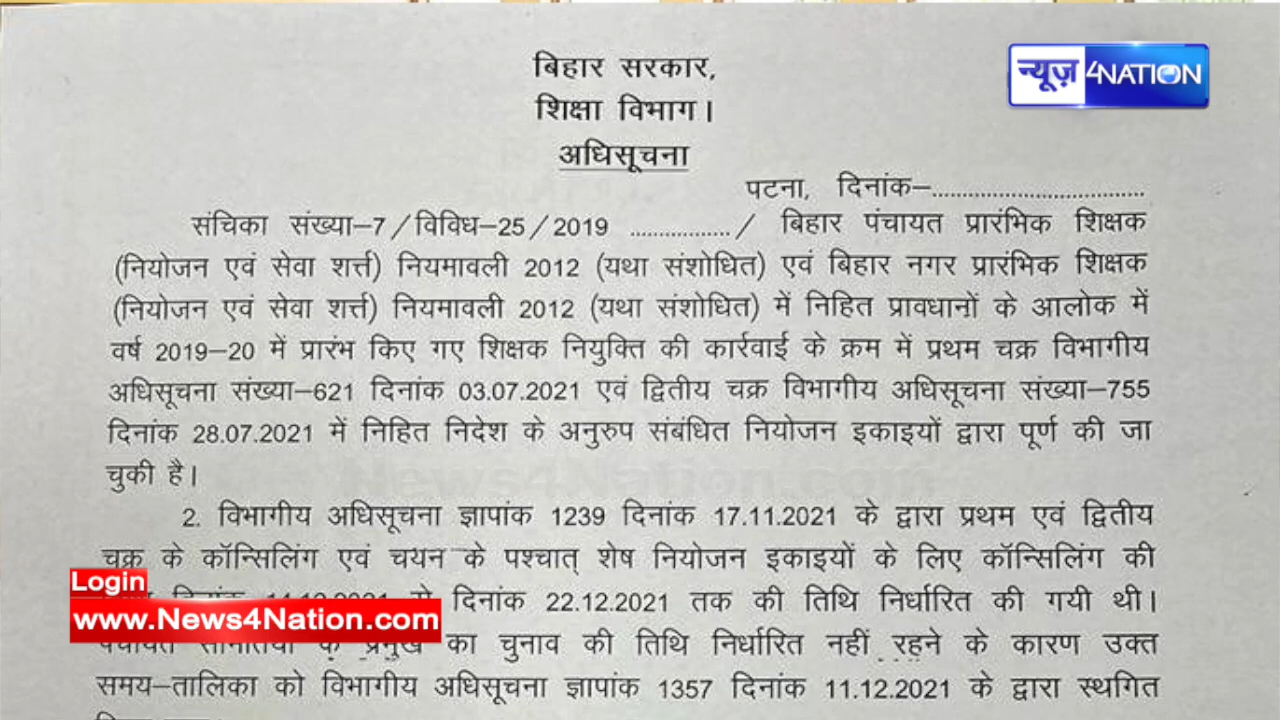 न्यूज़ 4NATION
बिहार सरकार,
शिक्षा विभाग।
अधिसूचना
पटना, दिनांक–.................................
संचिका संख्या–7/विविध–25/2019 ................/ बिहार पंचायत प्रारंभिक शिक्षक
(नियोजन एवं सेवा शर्त्त) नियमावली 2012 (यथा संशोधित) एवं बिहार नगर प्रारंभिक शिक्षक
(नियोजन एवं सेवा शर्त्त) नियमावली 2012 (यथा संशोधित) में निहित प्रावधानों के आलोक में
वर्ष 2019–20 में प्रारंभ किए गए शिक्षक नियुक्ति की कार्रवाई के क्रम में प्रथम चक्र विभागीय
अधिसूचना संख्या–621 दिनांक 03.07.2021 एवं द्वितीय चक्र विभागीय अधिसूचना संख्या–755
दिनांक 28.07.2021 में निहित निदेश के अनुरुप संबंधित नियोजन इकाइयों द्वारा पूर्ण की जा
चुकी है।
News4Nation.com
2. विभागीय अधिसूचना ज्ञापांक 1239 दिनांक 17.11.2021 के द्वारा प्रथम एवं द्वितीय
चक्र के कॉन्सिलिंग एवं चयन के पश्चात् शेष नियोजन इकाइयों के लिए कॉन्सिलिंग की
दिनांक 22.12.2021 तक की तिथि निर्धारित की गयी थी।
Login
www.News4Nation.com
का चुनाव की तिथि निर्धारित नहीं रहने के कारण उक्त
समय–तालिका को विभागीय अधिसूचना ज्ञापांक 1357 दिनांक 11.12.2021 के द्वारा स्थगित